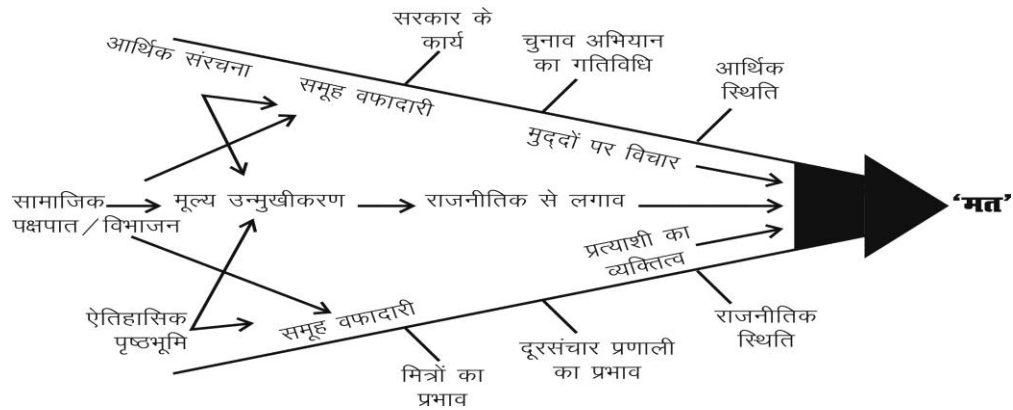 सरकार के
कार्य
चुनाव अभियान
का गतिविधि
आर्थिक
स्थिति
आर्थिक संरचना
समूह वफादारी
मुद्दों पर विचार
सामाजिक
पक्षपात / विभाजन
मूल्य उन्मुखीकरण
राजनीतिक से लगाव
‘मत’
प्रत्याशी का
व्यक्तित्व
ऐतिहासिक
पृष्ठभूमि
समूह वफादारी
मित्रों का
प्रभाव
दूरसंचार प्रणाली
का प्रभाव
राजनीतिक
स्थिति